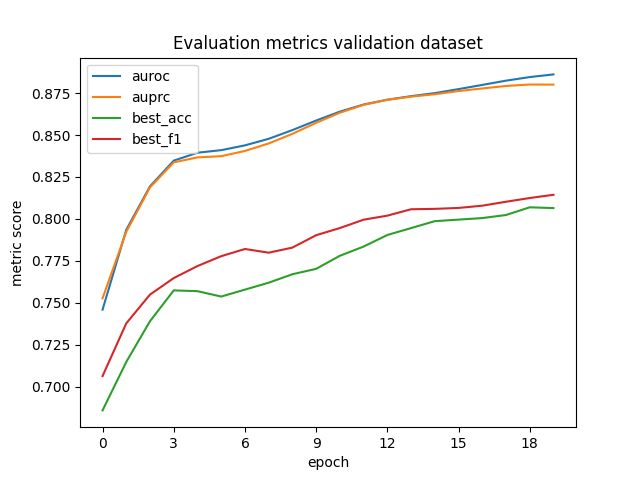 Evaluation metrics validation dataset
auroc
auprc
best_acc
best_f1
0.875
0.850
0.825
0.800
0.775
0.750
0.725
0.700
metric score
0 3 6 9 12 15 18
epoch